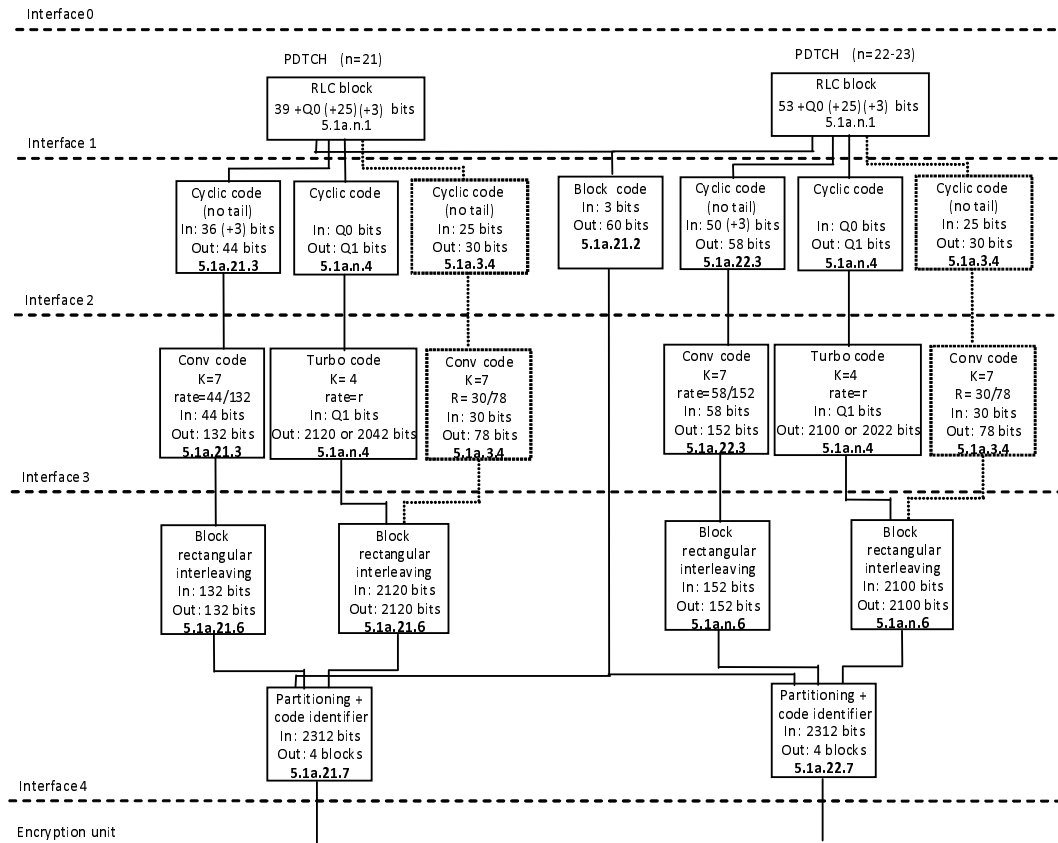 Interface 0
PDTCH (n=21)
RLC block
39 +Q0 (+25)(+3) bits
5.1a.n.1
PDTCH (n=22-23)
RLC block
53 +Q0 (+25)(+3) bits
5.1a.n.1
Interface 1
Cyclic code
(no tail)
In: 36 (+3) bits
Out: 44 bits
5.1a.21.3
Cyclic code
In: Q0 bits
Out: Q1 bits
5.1a.n.4
Cyclic code
(no tail)
In: 25 bits
Out: 30 bits
5.1a.3.4
Block code
In: 3 bits
Out: 60 bits
5.1a.21.2
Cyclic code
(no tail)
In: 50 (+3) bits
Out: 58 bits
5.1a.22.3
Cyclic code
In: Q0 bits
Out: Q1 bits
5.1a.n.4
Cyclic code
(no tail)
In: 25 bits
Out: 30 bits
5.1a.3.4
Interface 2
Conv code
K=7
rate=44/132
In: 44 bits
Out: 132 bits
5.1a.21.3
Turbo code
K= 4
rate=r
In: Q1 bits
Out: 2120 or 2042 bits
5.1a.n.4
Conv code
K=7
R= 30/78
In: 30 bits
Out: 78 bits
5.1a.3.4
Conv code
K=7
rate=58/152
In: 58 bits
Out: 152 bits
5.1a.22.3
Turbo code
K=4
rate=r
In: Q1 bits
Out: 2100 or 2022 bits
5.1a.n.4
Conv code
K=7
R= 30/78
In: 30 bits
Out: 78 bits
5.1a.3.4
Interface 3
Block
rectangular
interleaving
In: 132 bits
Out: 132 bits
5.1a.21.6
Block
rectangular
interleaving
In: 2120 bits
Out: 2120 bits
5.1a.21.6
Block
rectangular
interleaving
In: 152 bits
Out: 152 bits
5.1a.n.6
Block
rectangular
interleaving
In: 2100 bits
Out: 2100 bits
5.1a.n.6
Partitioning +
code identifier
In: 2312 bits
Out: 4 blocks
5.1a.21.7
Partitioning +
code identifier
In: 2312 bits
Out: 4 blocks
5.1a.22.7
Interface 4
Encryption unit